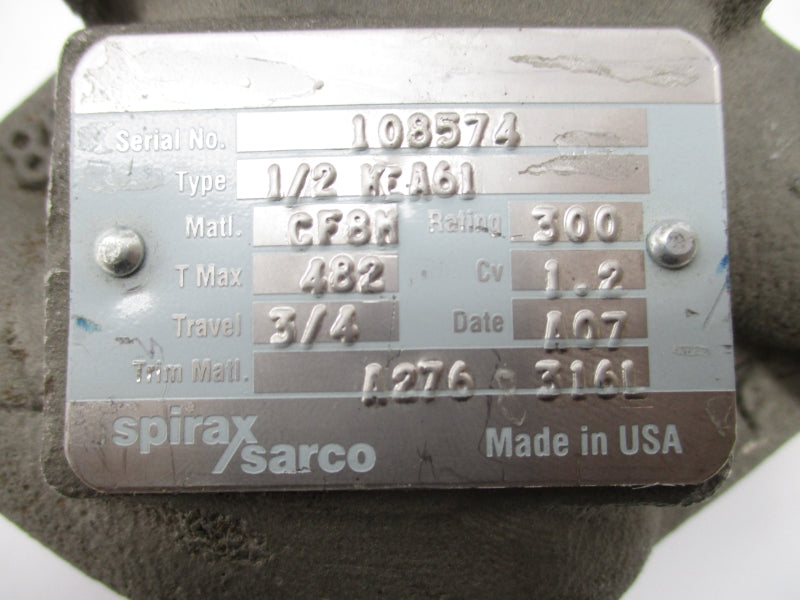 Serial No. 108574
Type 1/2 KEA61
Matl. CF8M Rating 300
T Max 482 Cv 1.2
Travel 3/4 Date A07
Trim Matl. A276 316L
spirax
sarco
Made in USA